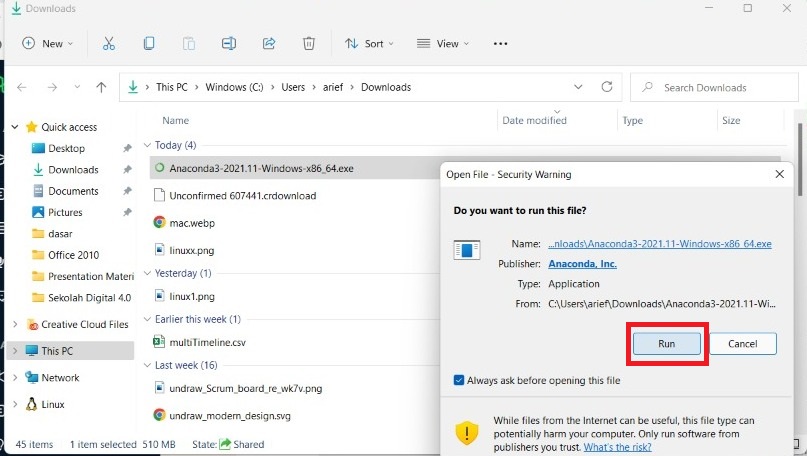 Downloads
New
Sort
View
This PC > Windows (C:) > Users > arief > Downloads
Search Downloads
Name
Date modified
Type
Size
Quick access
Desktop
Downloads
Documents
Pictures
dasar
Office 2010
Presentation Materi
Sekolah Digital 4.0
Creative Cloud Files
This PC
Network
Linux
Today (4)
Anaconda3-2021.11-Windows-x86_64.exe
Unconfirmed 607441.crdownload
mac.webp
linuxx.png
Yesterday (1)
linux1.png
Earlier this week (1)
multiTimeline.csv
Last week (16)
undraw_Scrum_board_re_wk7v.png
undraw_modern_design.svg
Open File - Security Warning
Do you want to run this file?
Name: ...nloads\Anaconda3-2021.11-Windows-x86_64.exe
Publisher: Anaconda, Inc.
Type: Application
From: C:\Users\arief\Downloads\Anaconda3-2021.11-Wi...
Run
Cancel
Always ask before opening this file
While files from the Internet can be useful, this file type can
potentially harm your computer. Only run software from
publishers you trust. What's the risk?
45 items
1 item selected 510 MB
State: Shared